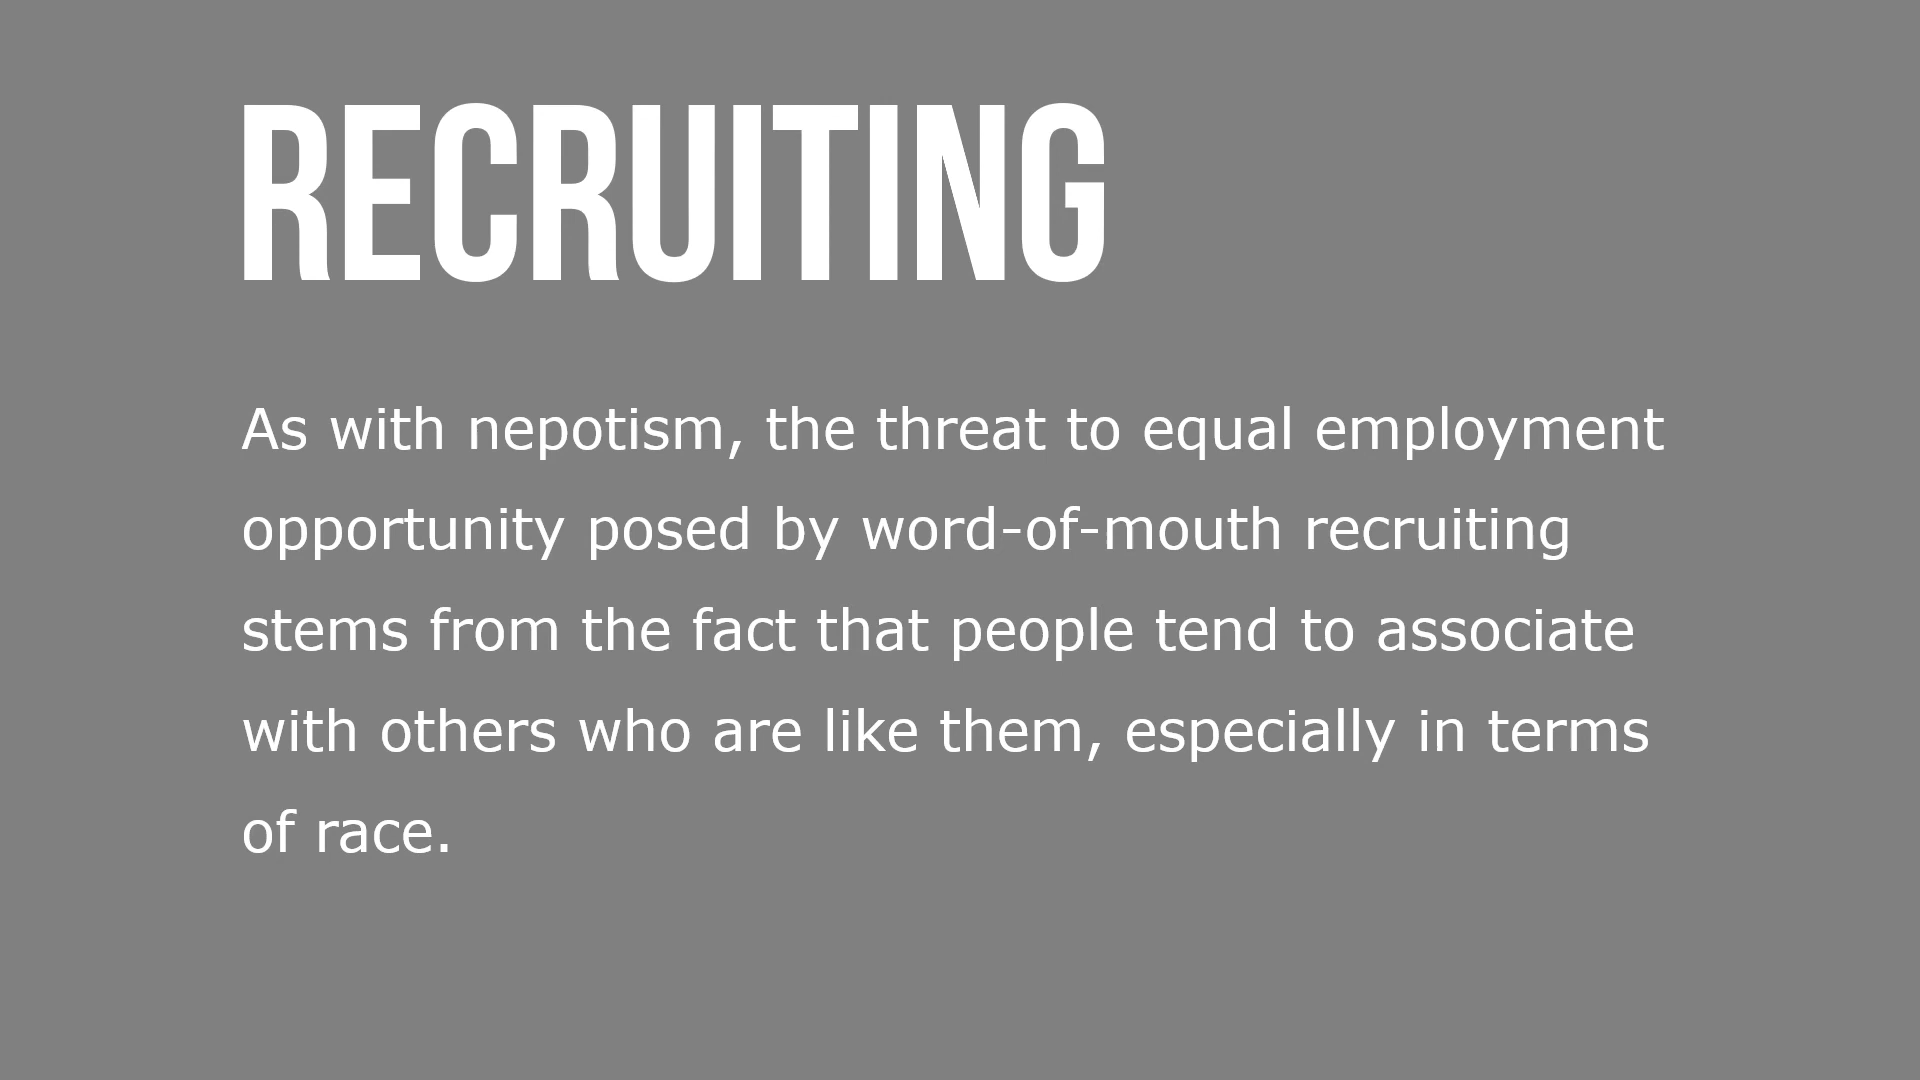 RECRUITING
As with nepotism, the threat to equal employment
opportunity posed by word-of-mouth recruiting
stems from the fact that people tend to associate
with others who are like them, especially in terms
of race.